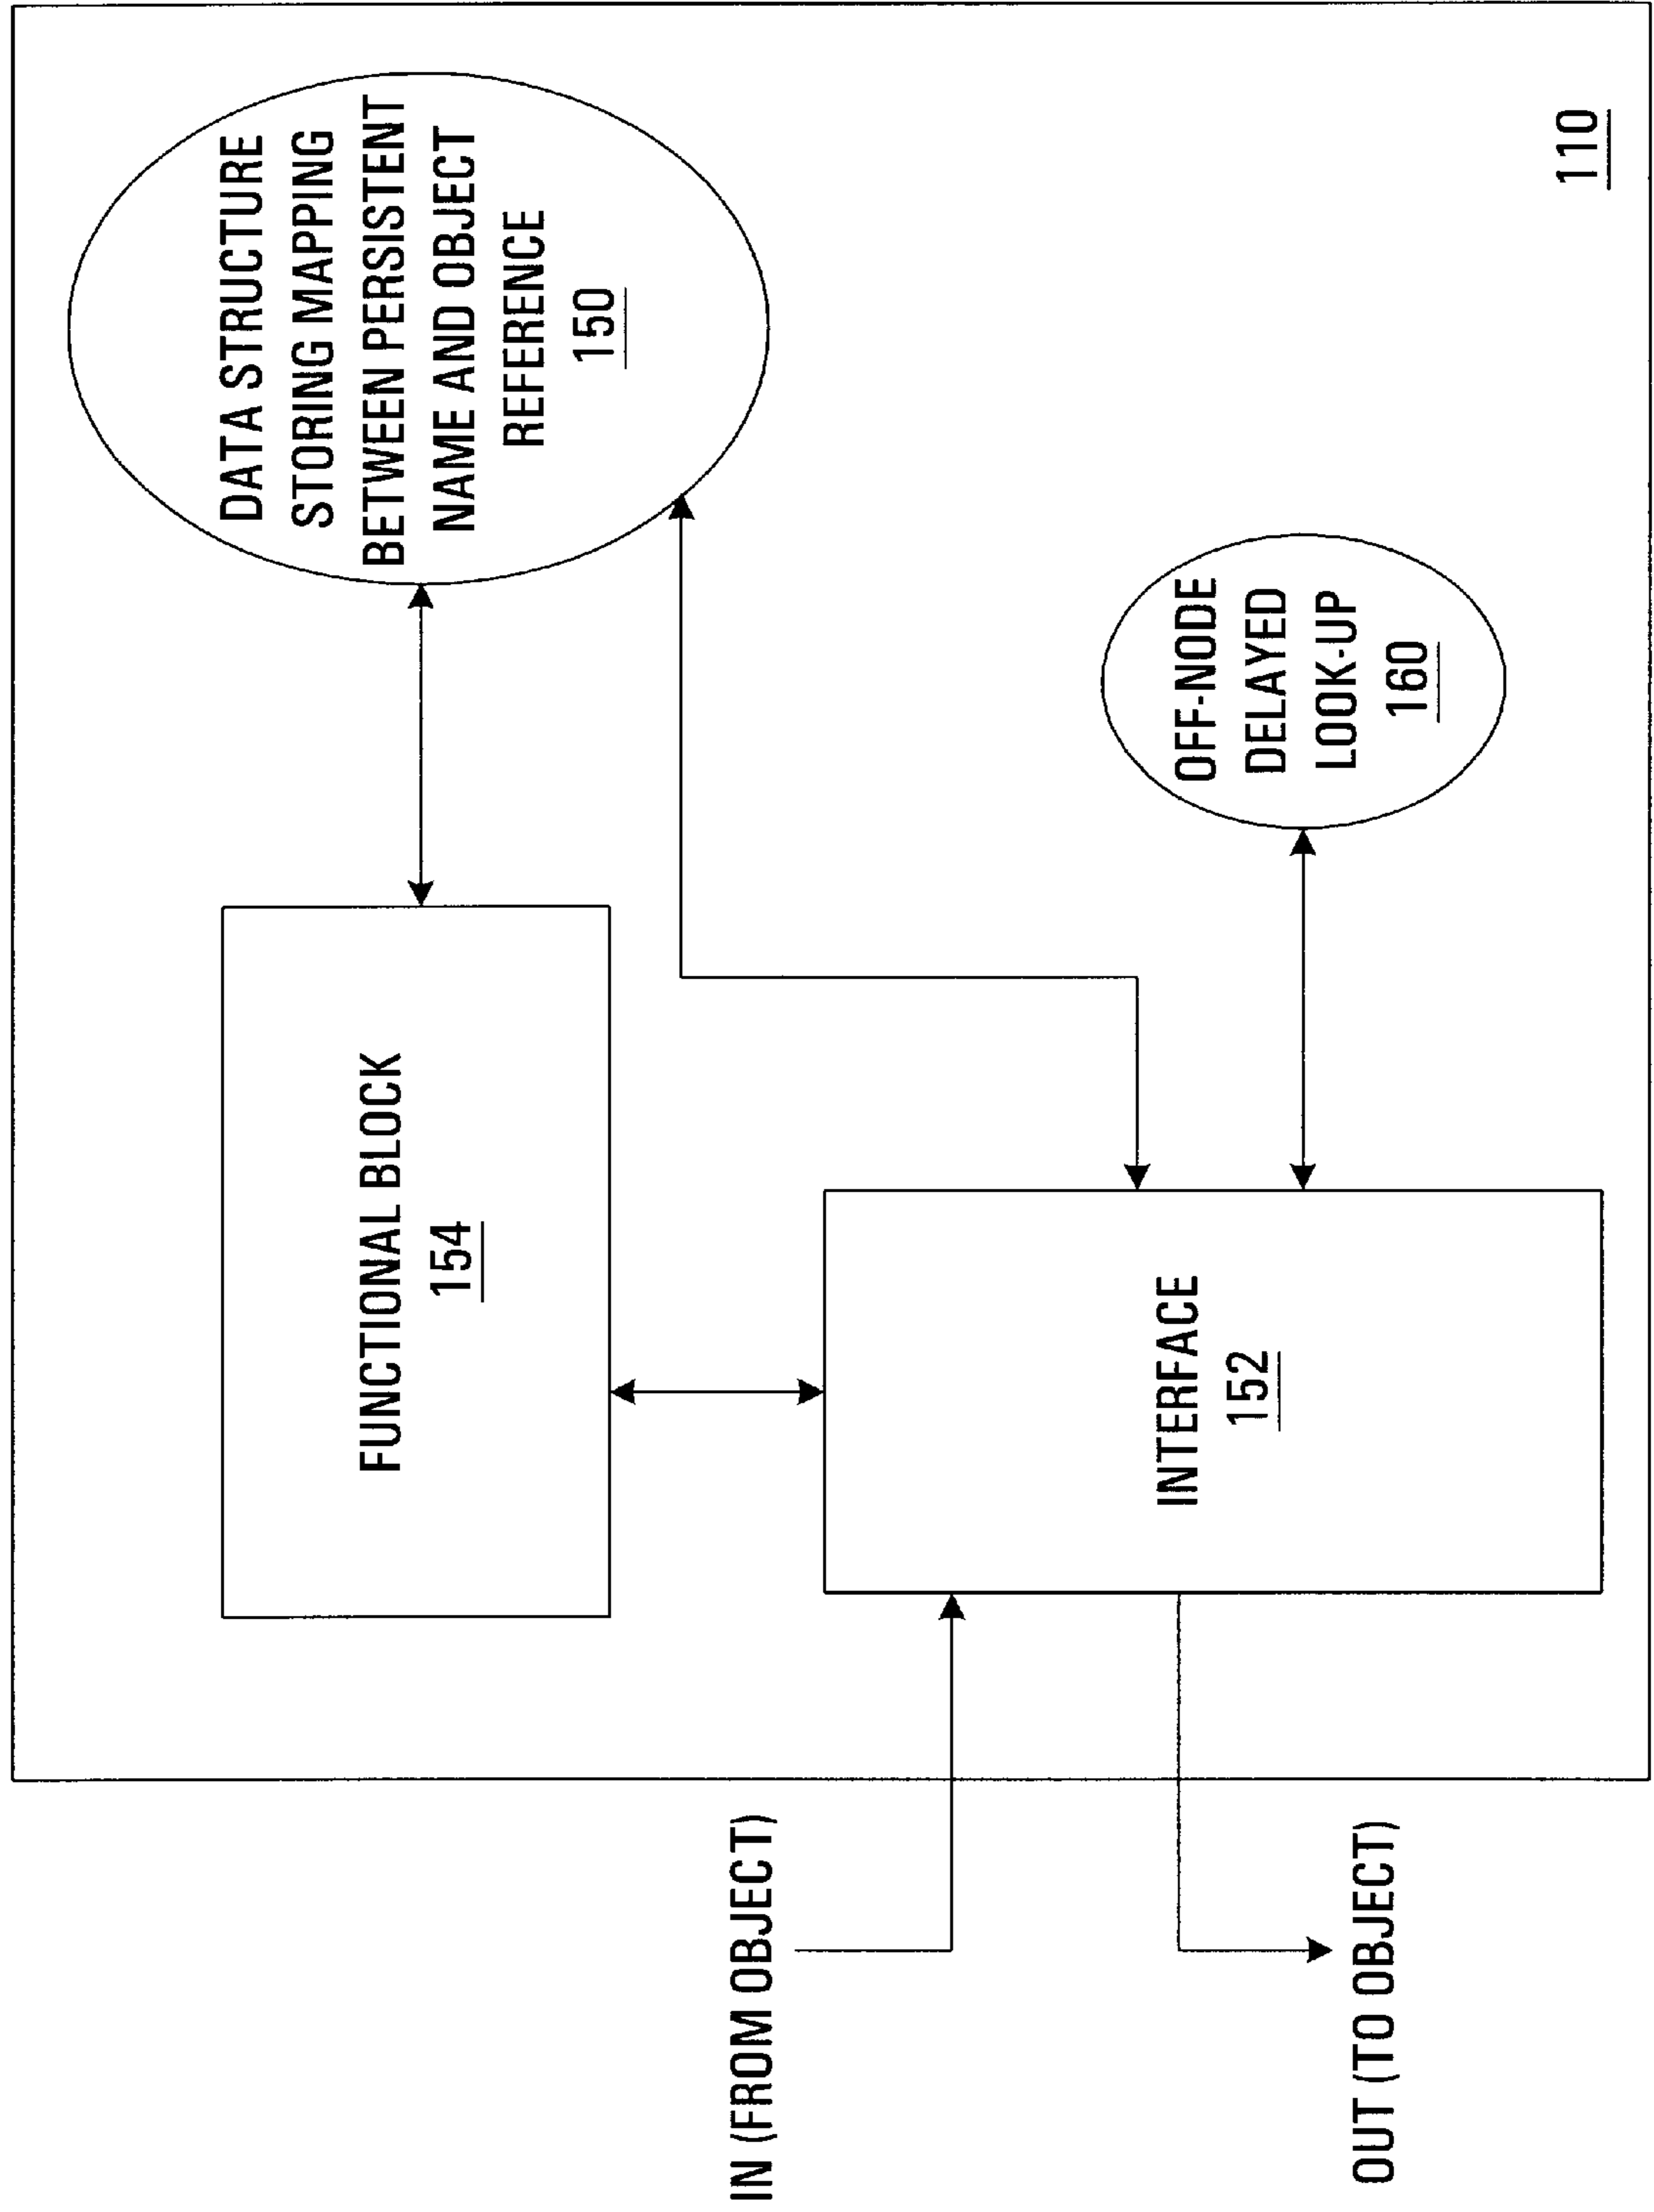 FUNCTIONAL BLOCK
154
DATA STRUCTURE
STORING MAPPING
BETWEEN PERSISTENT
NAME AND OBJECT
REFERENCE
150
IN (FROM OBJECT)
INTERFACE
152
OFF-NODE
DELAYED
LOOK-UP
160
OUT (TO OBJECT)
110